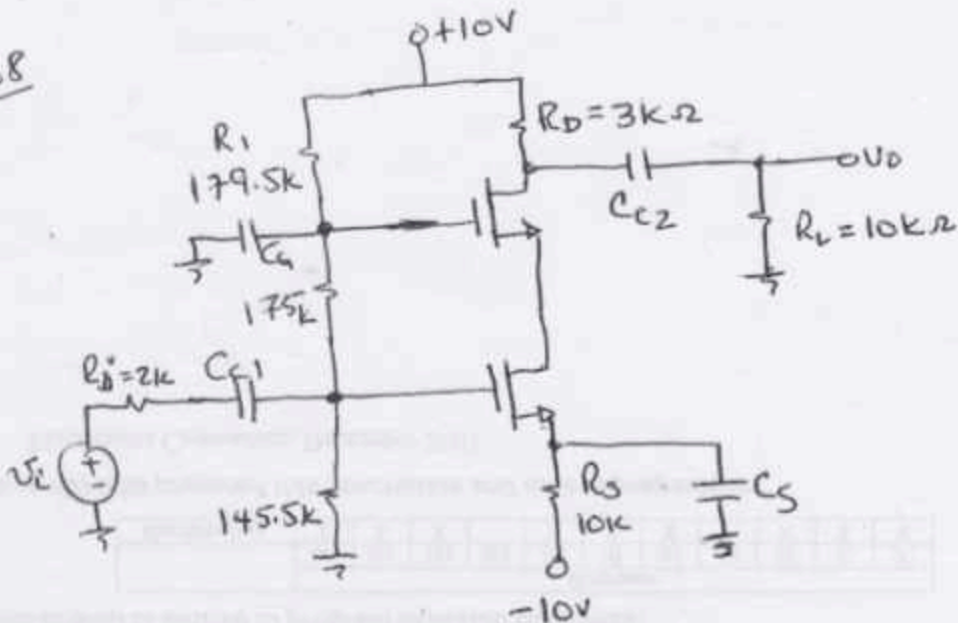 +10V
R1
179.5k
RD = 3kΩ
CC2
VO
RL = 10kΩ
CG
175k
Ri = 2k
CC1
Vi
+
145.5k
RS
10k
CS
-10V